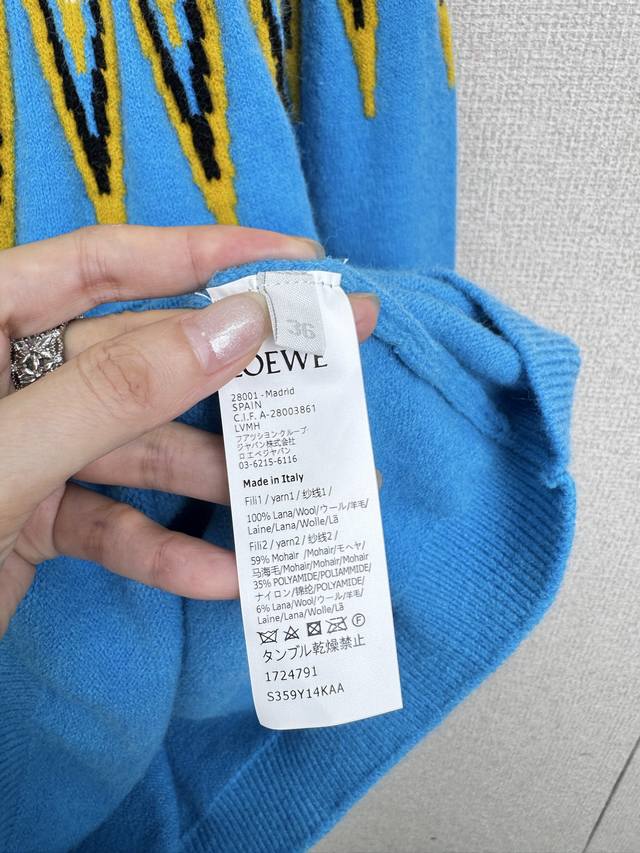 36
LOEWE
28001 - Madrid
SPAIN
C.I.F. A-28003861
LVMH
ファッショングループ
ジャパン株式会社
ロエベジャパン
03-6215-6116
Made in Italy
Fili1 / yarn1 / 纱线1 /
100% Lana/Wool/ウール/羊毛/
Laine/Lana/Wolle/Lã
Fili2 / yarn2 / 纱线2 /
59% Mohair /Mohair/モヘヤ/
马海毛/Mohair/Mohair/Mohair
35% POLYAMIDE/POLIAMMIDE/
ナイロン/锦纶/POLYAMIDE
6% Lana/Wool/ウール/羊毛/
Laine/Lana/Wolle/Lã
P
タンブル乾燥禁止
1724791
S359Y14KAA